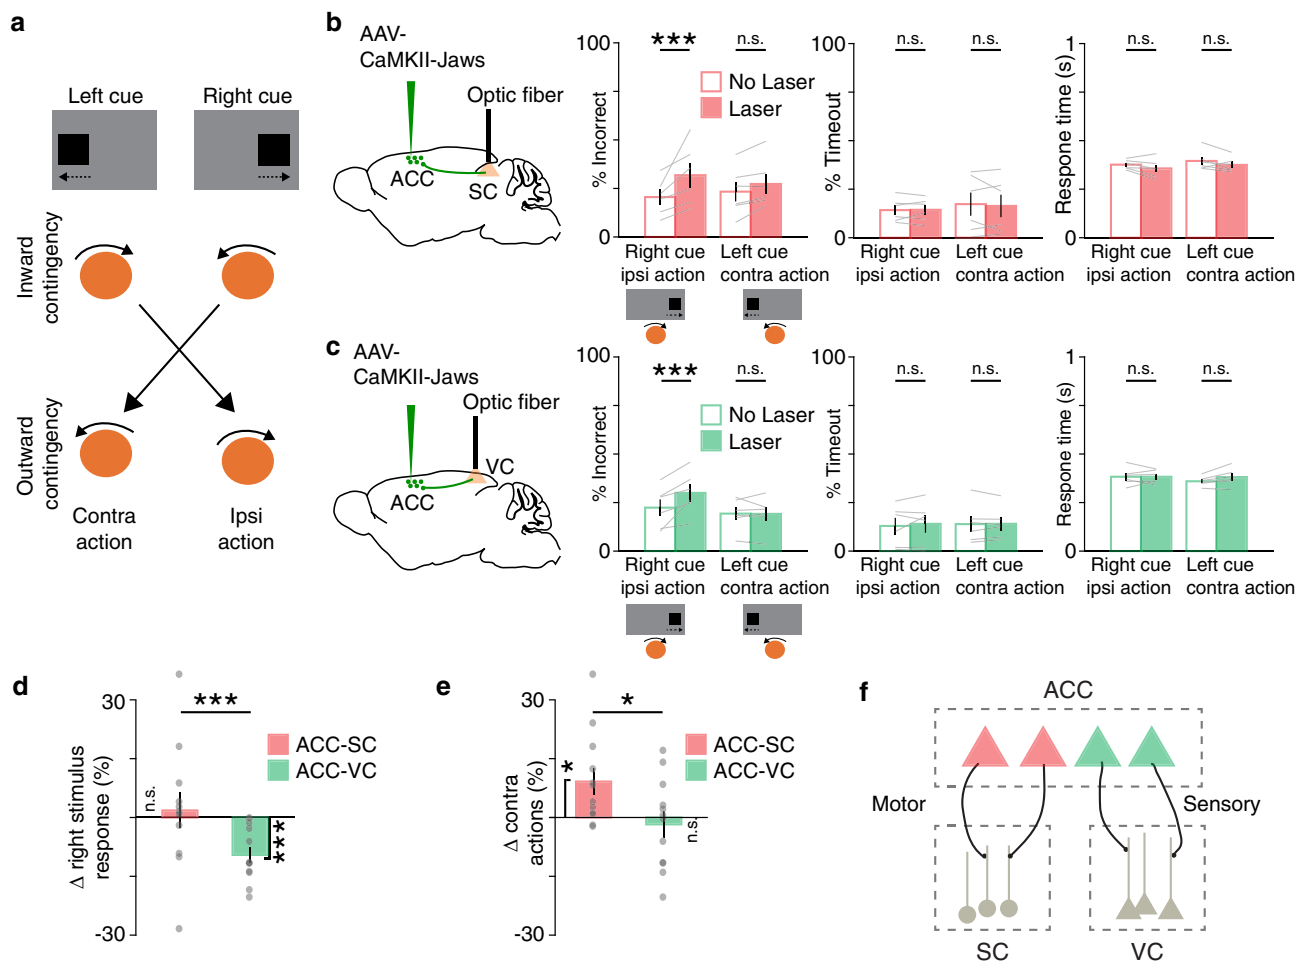 a
Left cue
Right cue
Inward
contingency
Outward
contingency
Contra
action
Ipsi
action
b
AAV-
CaMKII-Jaws
Optic fiber
ACC
SC
100
0
% Incorrect
***
n.s.
No Laser
Laser
Right cue
ipsi action
Left cue
contra action
100
0
% Timeout
n.s.
n.s.
Right cue
ipsi action
Left cue
contra action
1
0
Respone time (s)
n.s.
n.s.
Right cue
ipsi action
Left cue
contra action
c
AAV-
CaMKII-Jaws
Optic fiber
VC
ACC
100
0
% Incorrect
***
n.s.
No Laser
Laser
Right cue
ipsi action
Left cue
contra action
100
0
% Timeout
n.s.
n.s.
Right cue
ipsi action
Left cue
contra action
1
0
Respone time (s)
n.s.
n.s.
Right cue
ipsi action
Left cue
contra action
d
30
-30
Δ right stimulus
response (%)
***
n.s.
***
ACC-SC
ACC-VC
e
30
-30
Δ contra
actions (%)
*
*
n.s.
ACC-SC
ACC-VC
f
ACC
Motor
Sensory
SC
VC